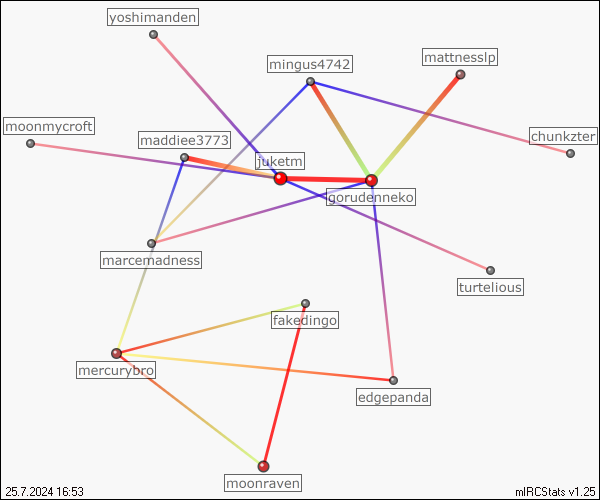 yoshimanden
mingus4742
mattnesslp
moonmycroft
chunkzter
maddiee3773
juketm
gorudenneko
marcemadness
turtelious
fakedingo
mercurybro
edgepanda
moonraven
25.7.2024 16:53
mIRCStats v1.25